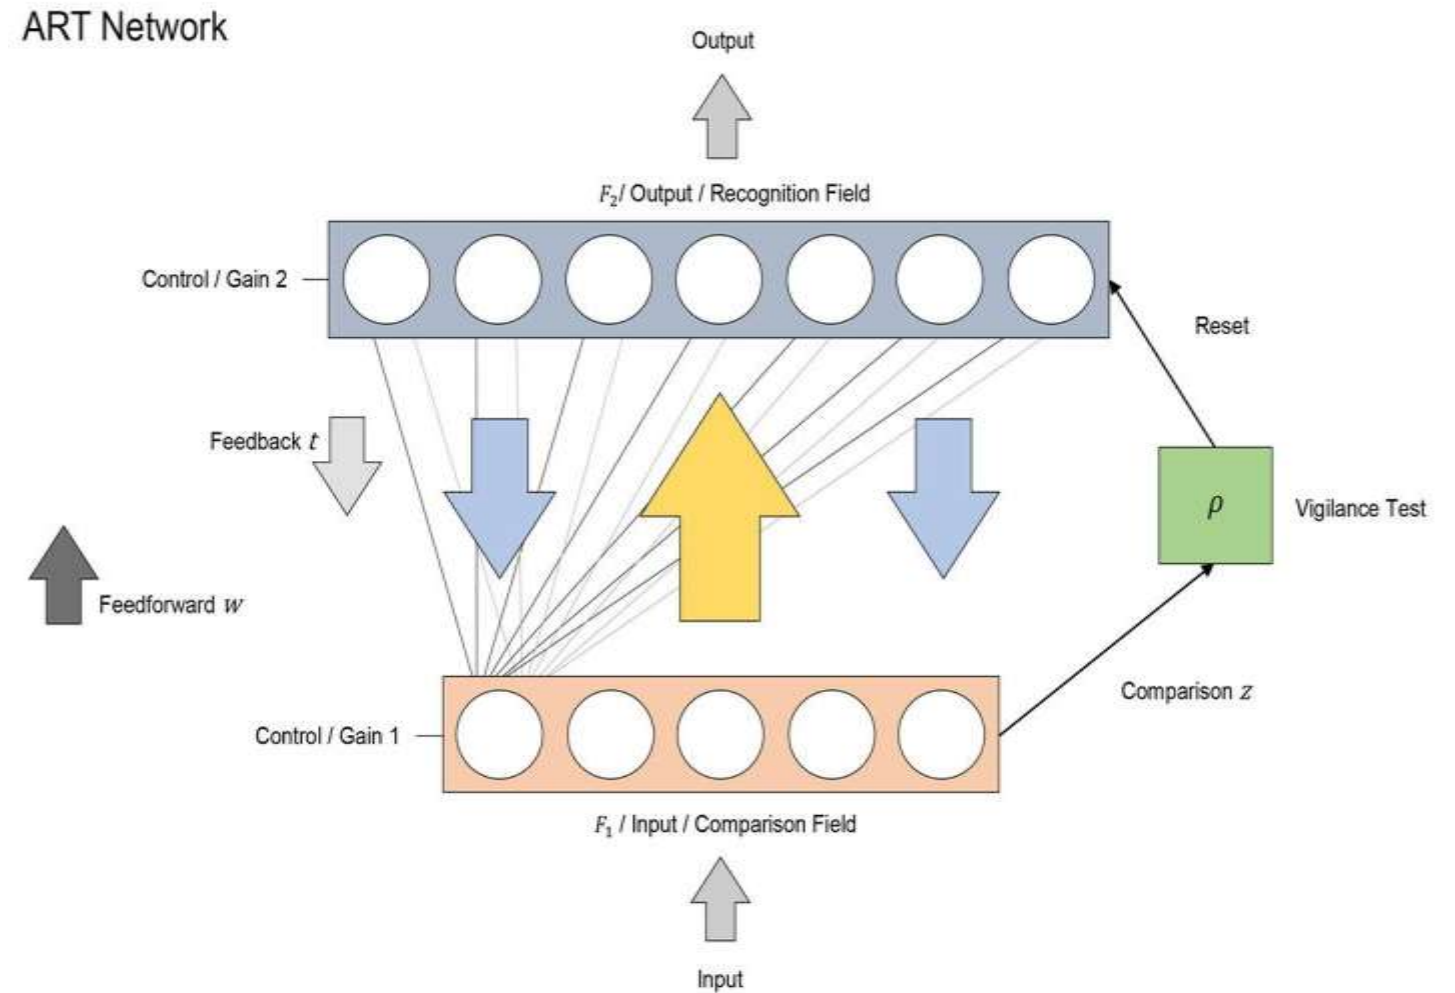 ART Network
Output
F₂/ Output / Recognition Field
Control / Gain 2
Reset
Feedback t
ρ
Vigilance Test
Feedforward w
Comparison z
Control / Gain 1
F₁ / Input / Comparison Field
Input